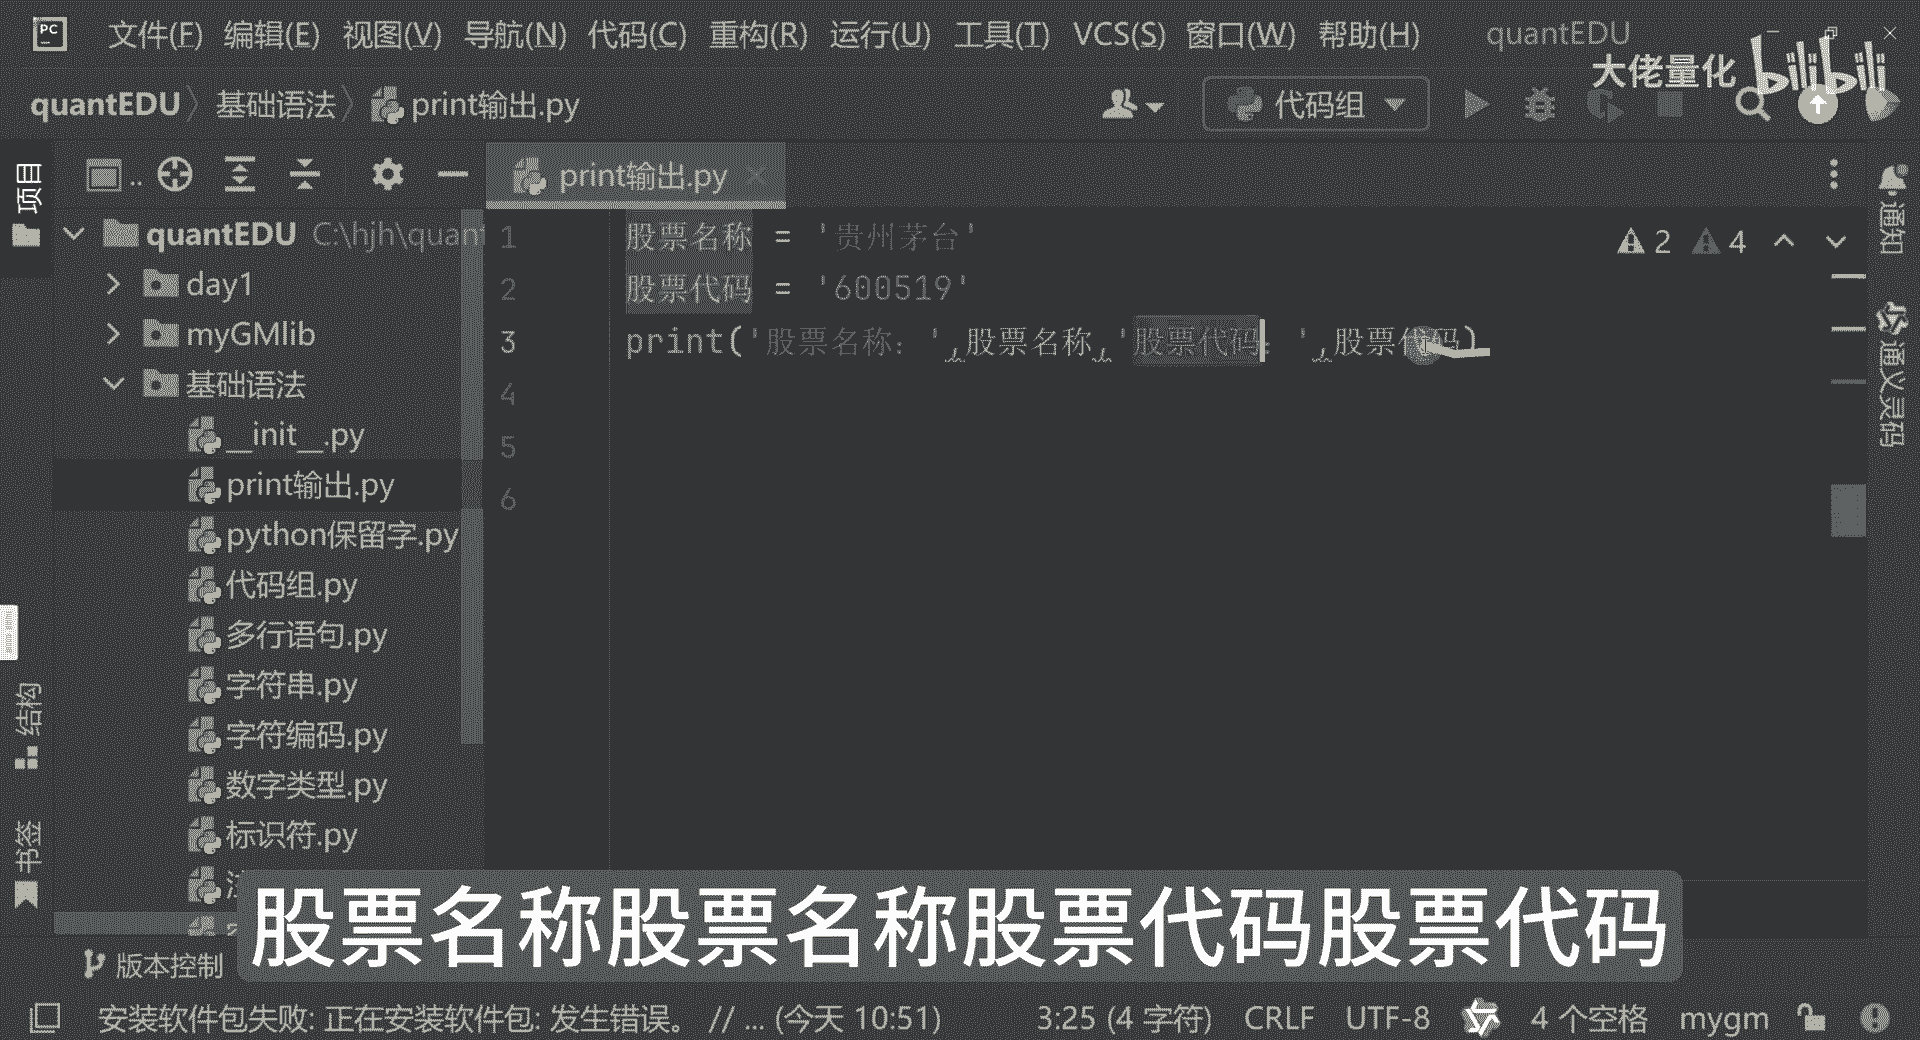 文件(F) 编辑(E) 视图(V) 导航(N) 代码(C) 重构(R) 运行(U) 工具(T) VCS(S) 窗口(W) 帮助(H) quantEDU
大佬量化 bilibili
quantEDU 基础语法 print输出.py 代码组
print输出.py
项目
quantEDU C:\hjh\quant
day1
myGMlib
基础语法
__init__.py
print输出.py
python保留字.py
代码组.py
多行语句.py
字符串.py
字符编码.py
数字类型.py
标识符.py
结构
书签
1 股票名称 = '贵州茅台'
2 股票代码 = '600519'
3 print('股票名称：',股票名称,'股票代码：',股票代码)
4
5
6
2 4
通知
通义灵码
股票名称股票名称股票代码股票代码
版本控制
安装软件包失败: 正在安装软件包: 发生错误。 // ... (今天 10:51) 3:25 (4 字符) CRLF UTF-8 4 个空格 mygm